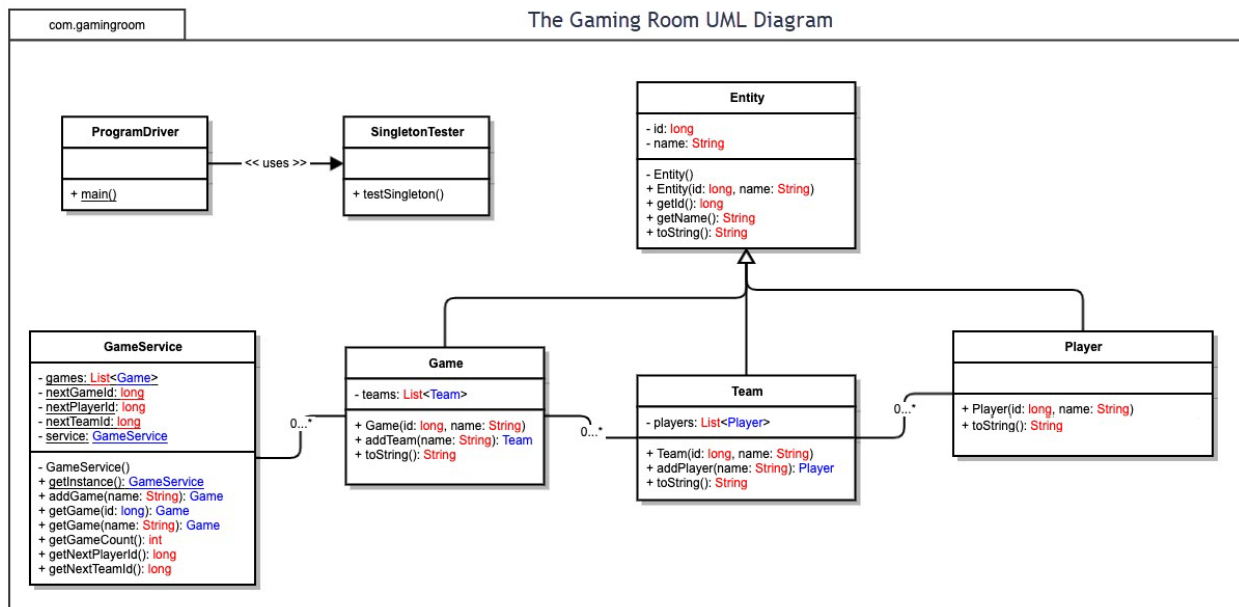 com.gamingroom
The Gaming Room UML Diagram
ProgramDriver
+ main()
<< uses >>
SingletonTester
+ testSingleton()
Entity
- id: long
- name: String
- Entity()
+ Entity(id: long, name: String)
+ getId(): long
+ getName(): String
+ toString(): String
GameService
- games: List<Game>
- nextGameId: long
- nextPlayerId: long
- nextTeamId: long
- service: GameService
- GameService()
+ getInstance(): GameService
+ addGame(name: String): Game
+ getGame(id: long): Game
+ getGame(name: String): Game
+ getGameCount(): int
+ getNextPlayerId(): long
+ getNextTeamId(): long
0...*
Game
- teams: List<Team>
+ Game(id: long, name: String)
+ addTeam(name: String): Team
+ toString(): String
0...*
Team
- players: List<Player>
+ Team(id: long, name: String)
+ addPlayer(name: String): Player
+ toString(): String
0...*
Player
+ Player(id: long, name: String)
+ toString(): String